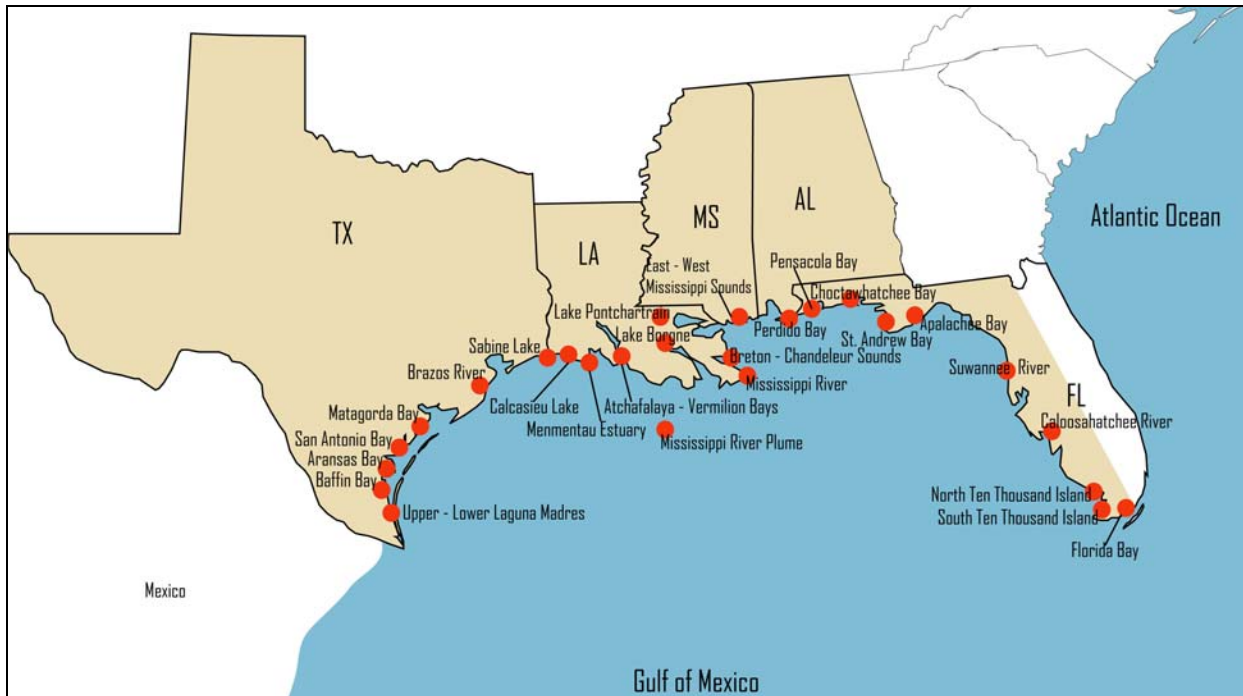 TX
LA
MS
AL
FL
Atlantic Ocean
Pensacola Bay
East - West
Mississippi Sounds
Choctawhatchee Bay
Lake Pontchartrain
Perdido Bay
Apalachee Bay
Lake Borgne
St. Andrew Bay
Sabine Lake
Breton - Chandeleur Sounds
Suwannee River
Brazos River
Mississippi River
Calcasieu Lake
Atchafalaya - Vermilion Bays
Matagorda Bay
Menmentau Estuary
Caloosahatchee River
San Antonio Bay
Mississippi River Plume
Aransas Bay
Baffin Bay
North Ten Thousand Island
Upper - Lower Laguna Madres
South Ten Thousand Island
Florida Bay
Mexico
Gulf of Mexico